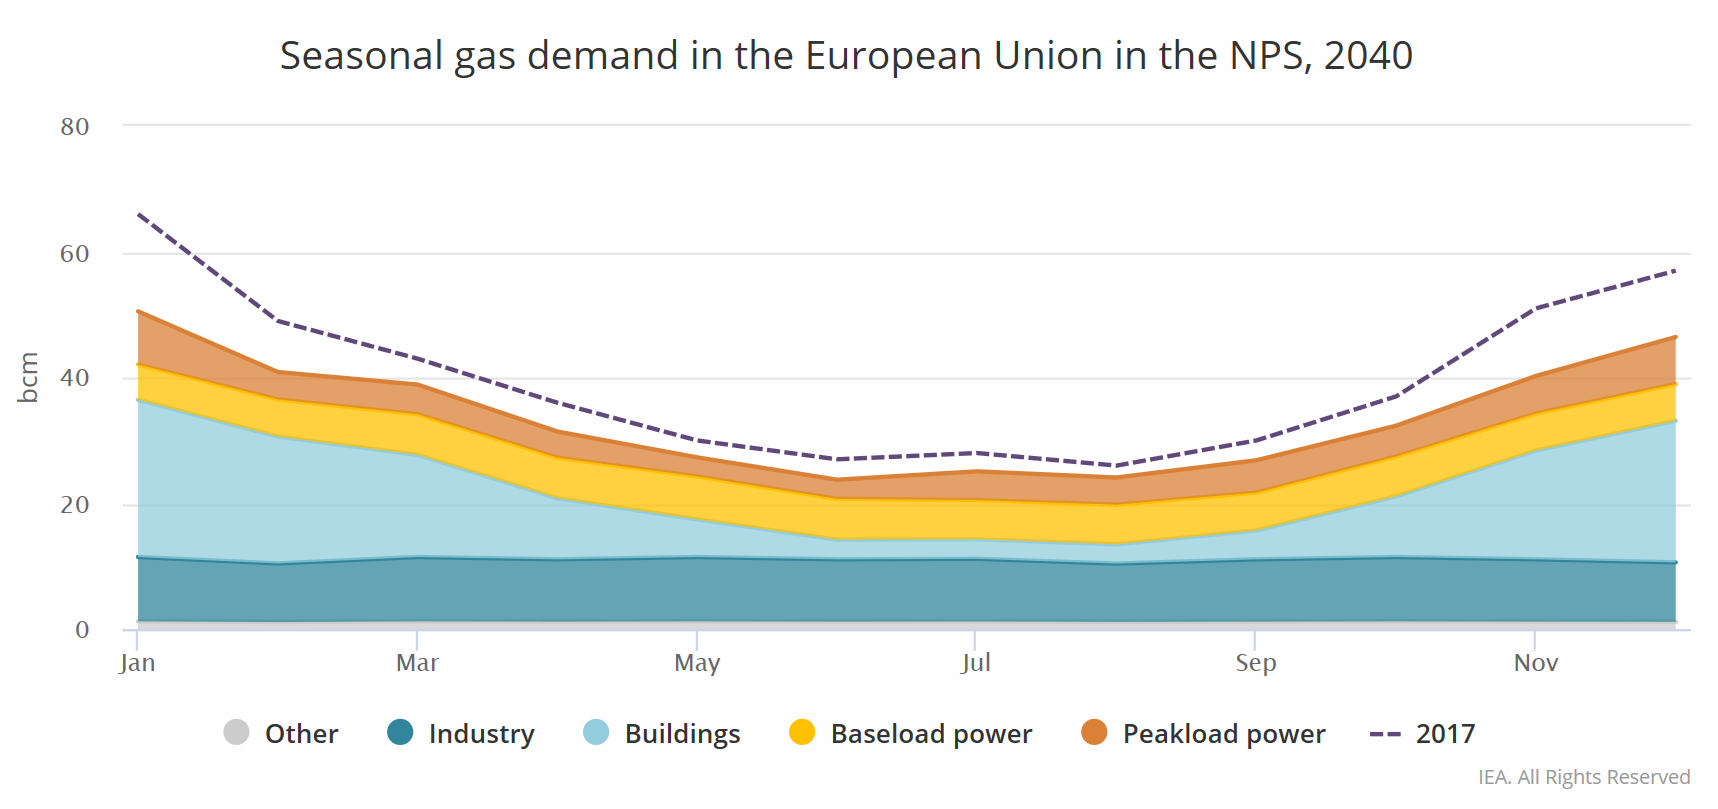 Seasonal gas demand in the European Union in the NPS, 2040
80
60
40
20
0
bcm
Jan Mar May Jul Sep Nov
Other Industry Buildings Baseload power Peakload power 2017
IEA. All Rights Reserved